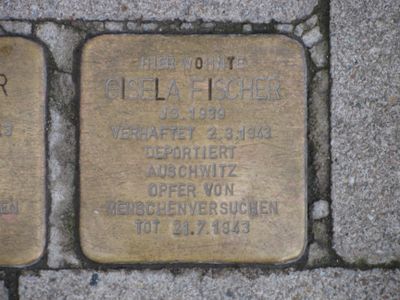 HIER WOHNTE
GISELA FISCHER
JG. 1939
VERHAFTET 2.3.1943
DEPORTIERT
AUSCHWITZ
OPFER VON
MENSCHENVERSUCHEN
TOT 21.7.1943